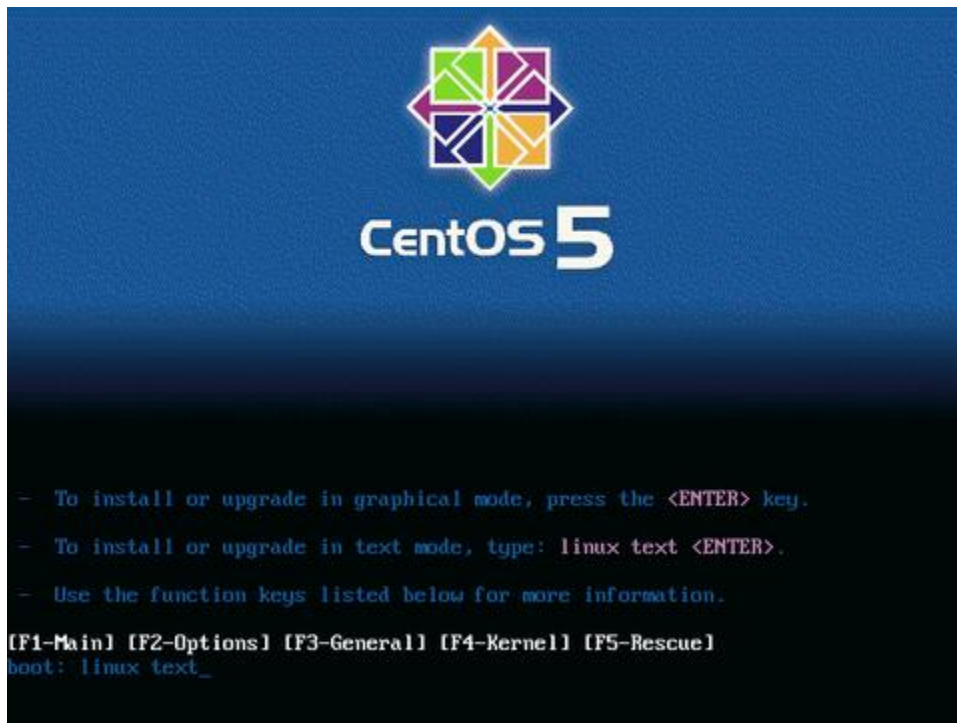 CentOS 5
- To install or upgrade in graphical mode, press the <ENTER> key.
- To install or upgrade in text mode, type: linux text <ENTER>.
- Use the function keys listed below for more information.
[F1-Main] [F2-Options] [F3-General] [F4-Kernel] [F5-Rescue]
boot: linux text_